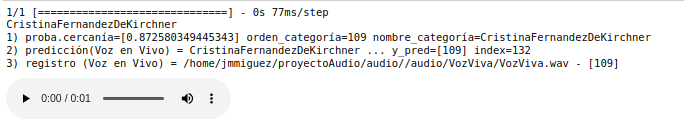 1/1 [==============================] - 0s 77ms/step
CristinaFernandezDeKirchner
1) proba.cercanía=[0.872580349445343] orden_categoría=109 nombre_categoría=CristinaFernandezDeKirchner
2) predicción(Voz en Vivo) = CristinaFernandezDeKirchner ... y_pred=[109] index=132
3) registro (Voz en Vivo) = /home/jmmiguez/proyectoAudio/audio//audio/VozViva/VozViva.wav - [109]
0:00 / 0:01